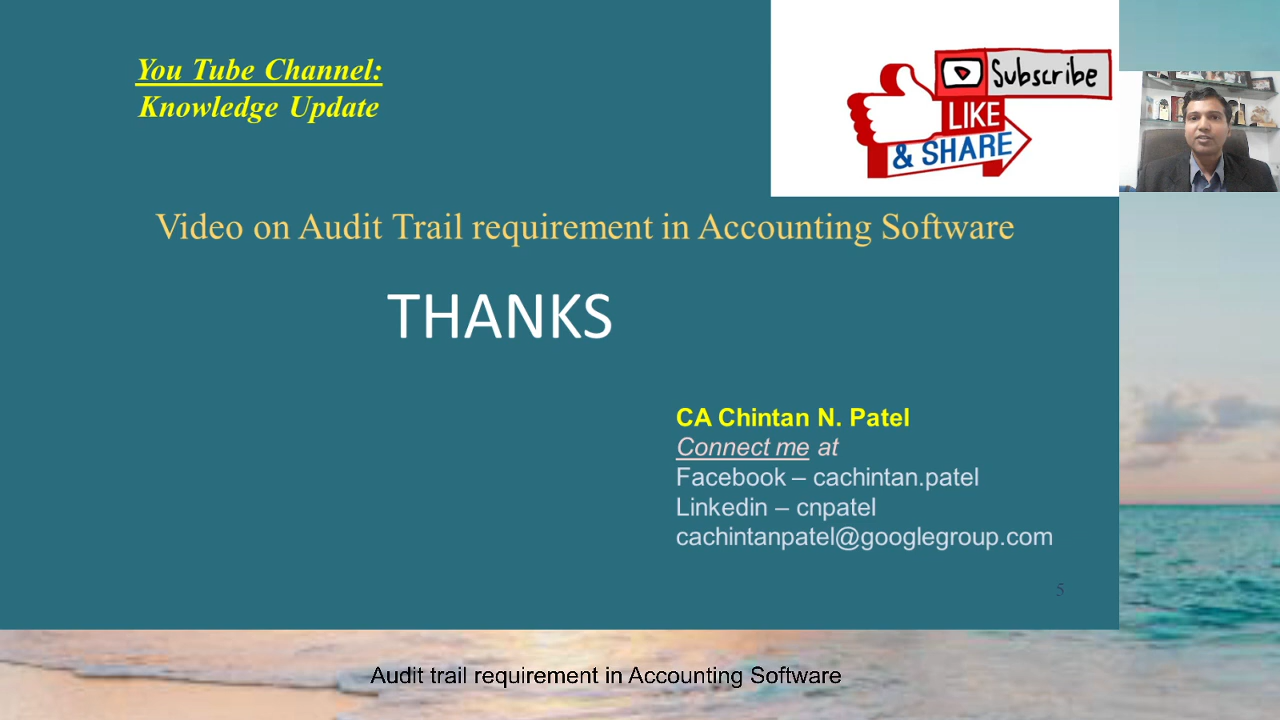 You Tube Channel:
Knowledge Update
Subscribe
LIKE
& SHARE
Video on Audit Trail requirement in Accounting Software
THANKS
CA Chintan N. Patel
Connect me at
Facebook – cachintan.patel
Linkedin – cnpatel
cachintanpatel@googlegroup.com
5
Audit trail requirement in Accounting Software